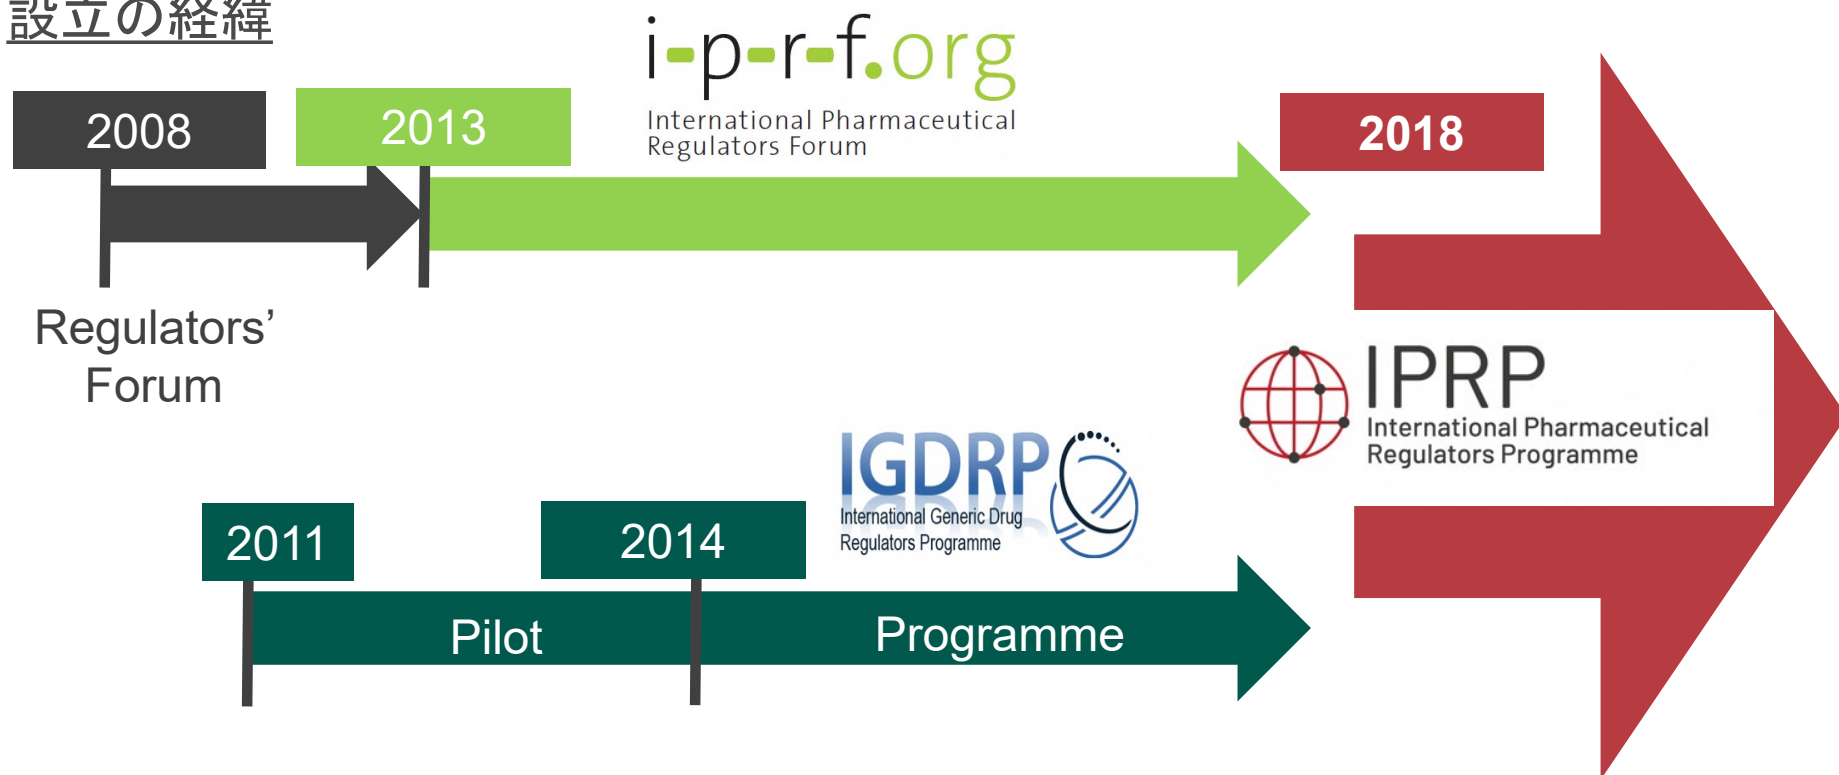 設立の経緯
2008
2013
i-p-r-f.org
International Pharmaceutical
Regulators Forum
2018
Regulators’
Forum
IPRP
International Pharmaceutical
Regulators Programme
IGDRP
International Generic Drug
Regulators Programme
2011
2014
Pilot
Programme